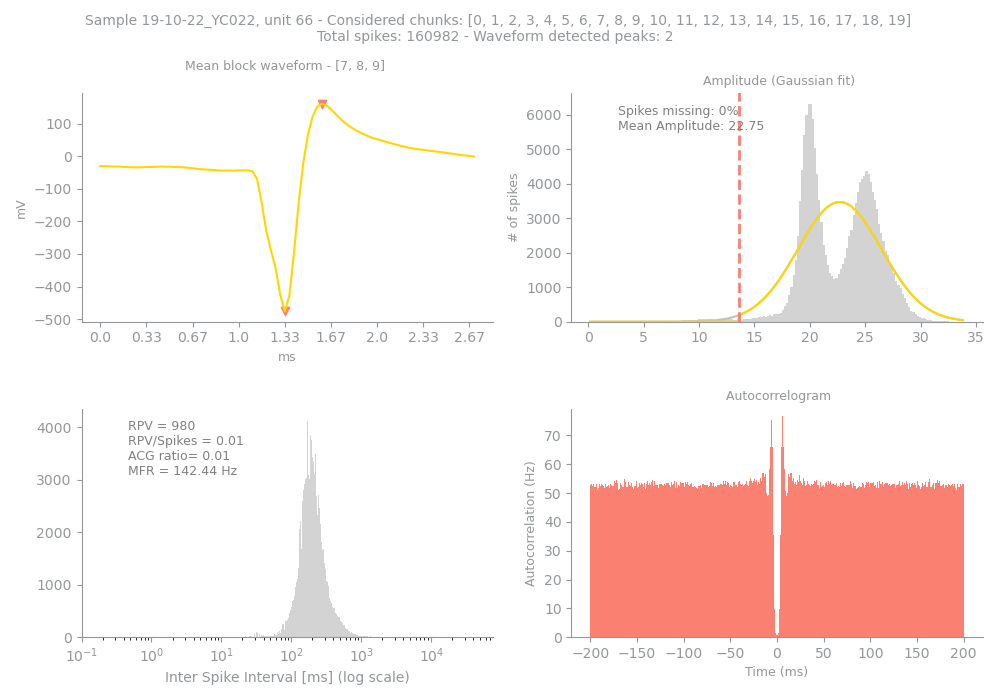 Sample 19-10-22_YC022, unit 66 - Considered chunks: [0, 1, 2, 3, 4, 5, 6, 7, 8, 9, 10, 11, 12, 13, 14, 15, 16, 17, 18, 19]
Total spikes: 160982 - Waveform detected peaks: 2
Mean block waveform - [7, 8, 9]
100
0
−100
−200
−300
−400
−500
mV
0.0 0.33 0.67 1.0 1.33 1.67 2.0 2.33 2.67
ms
Amplitude (Gaussian fit)
Spikes missing: 0%
Mean Amplitude: 22.75
6000
5000
4000
3000
2000
1000
0
# of spikes
0 5 10 15 20 25 30 35
RPV = 980
RPV/Spikes = 0.01
ACG ratio= 0.01
MFR = 142.44 Hz
4000
3000
2000
1000
0
10⁻¹ 10⁰ 10¹ 10² 10³ 10⁴
Inter Spike Interval [ms] (log scale)
Autocorrelogram
70
60
50
40
30
20
10
0
Autocorrelation (Hz)
−200 −150 −100 −50 0 50 100 150 200
Time (ms)